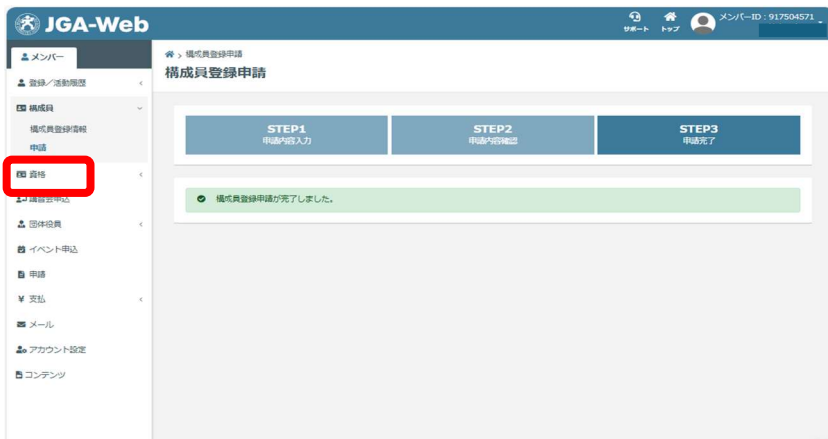 JGA-Web
サポート
トップ
メンバーID：917504571
メンバー
登録／活動履歴
構成員
構成員登録情報
申請
資格
講習会申込
団体役員
イベント申込
申請
支払
メール
アカウント設定
コンテンツ
構成員登録申請
構成員登録申請
STEP1
申請内容入力
STEP2
申請内容確認
STEP3
申請完了
構成員登録申請が完了しました。